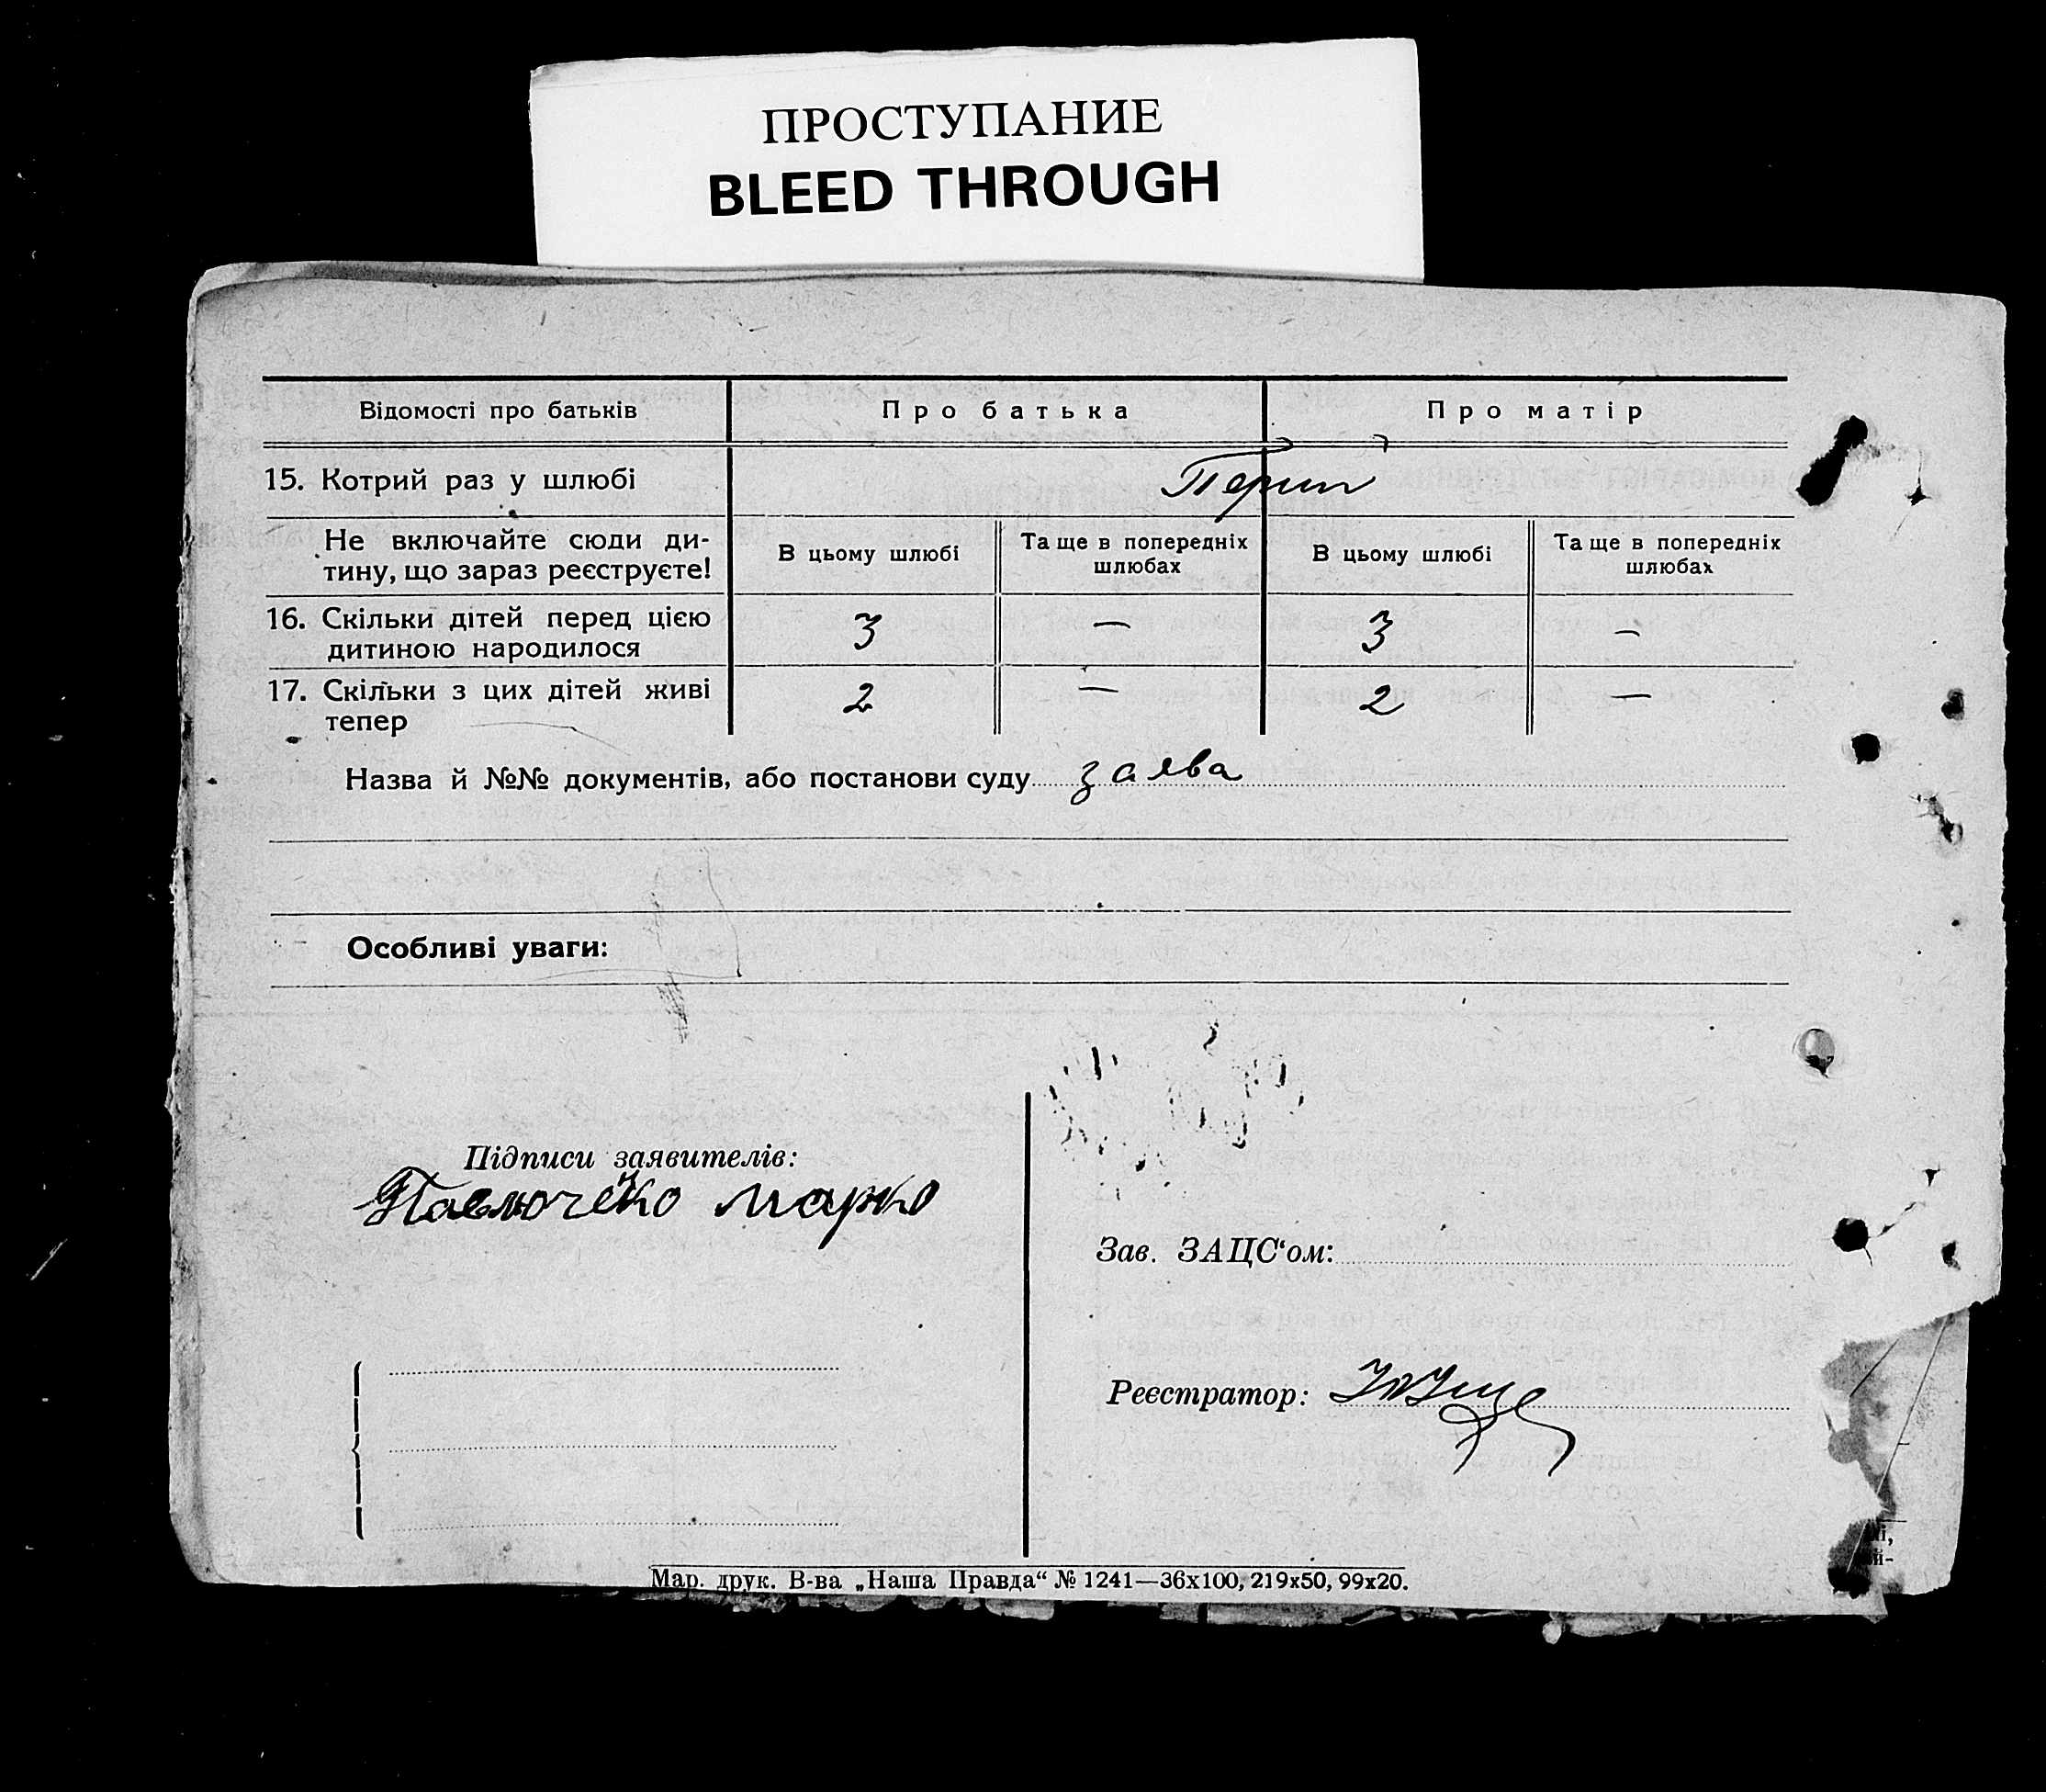 ПРОСТУПАНИЕ
BLEED THROUGH
Відомості про батьків
Про батька
Про матір
15. Котрий раз у шлюбі
Не включайте сюди ди-
тину, що зараз реєструєте!
В цьому шлюбі
Та ще в попередніх
шлюбах
В цьому шлюбі
Та ще в попередніх
шлюбах
16. Скільки дітей перед цією
дитиною народилося
3
—
3
—
17. Скільки з цих дітей живі
тепер
2
—
2
—
Назва й №№ документів, або постанови суду заява
Особливі уваги:
Підписи заявителів:
Марко
Зав. ЗАЦС‘ом:
Реєстратор:
Мар. друк. В-ва „Наша Правда“ № 1241—36х100, 219х50, 99х20.